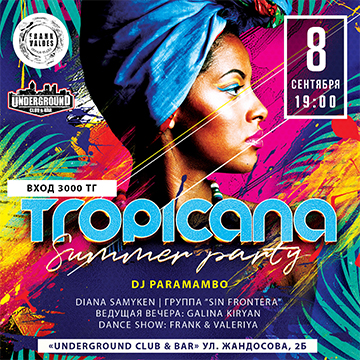 FRANK
VALUES
UNDERGROUND
CLUB & BAR
8
СЕНТЯБРЯ
19:00
ВХОД 3000 ТГ
TROPICANA
Summer party
DJ PARAMAMBO
DIANA SAMYKEN | ГРУППА "SIN FRONTERA"
ВЕДУЩАЯ ВЕЧЕРА: GALINA KIRYAN
DANCE SHOW: FRANK & VALERIYA
«UNDERGROUND CLUB & BAR» УЛ. ЖАНДОСОВА, 2Б